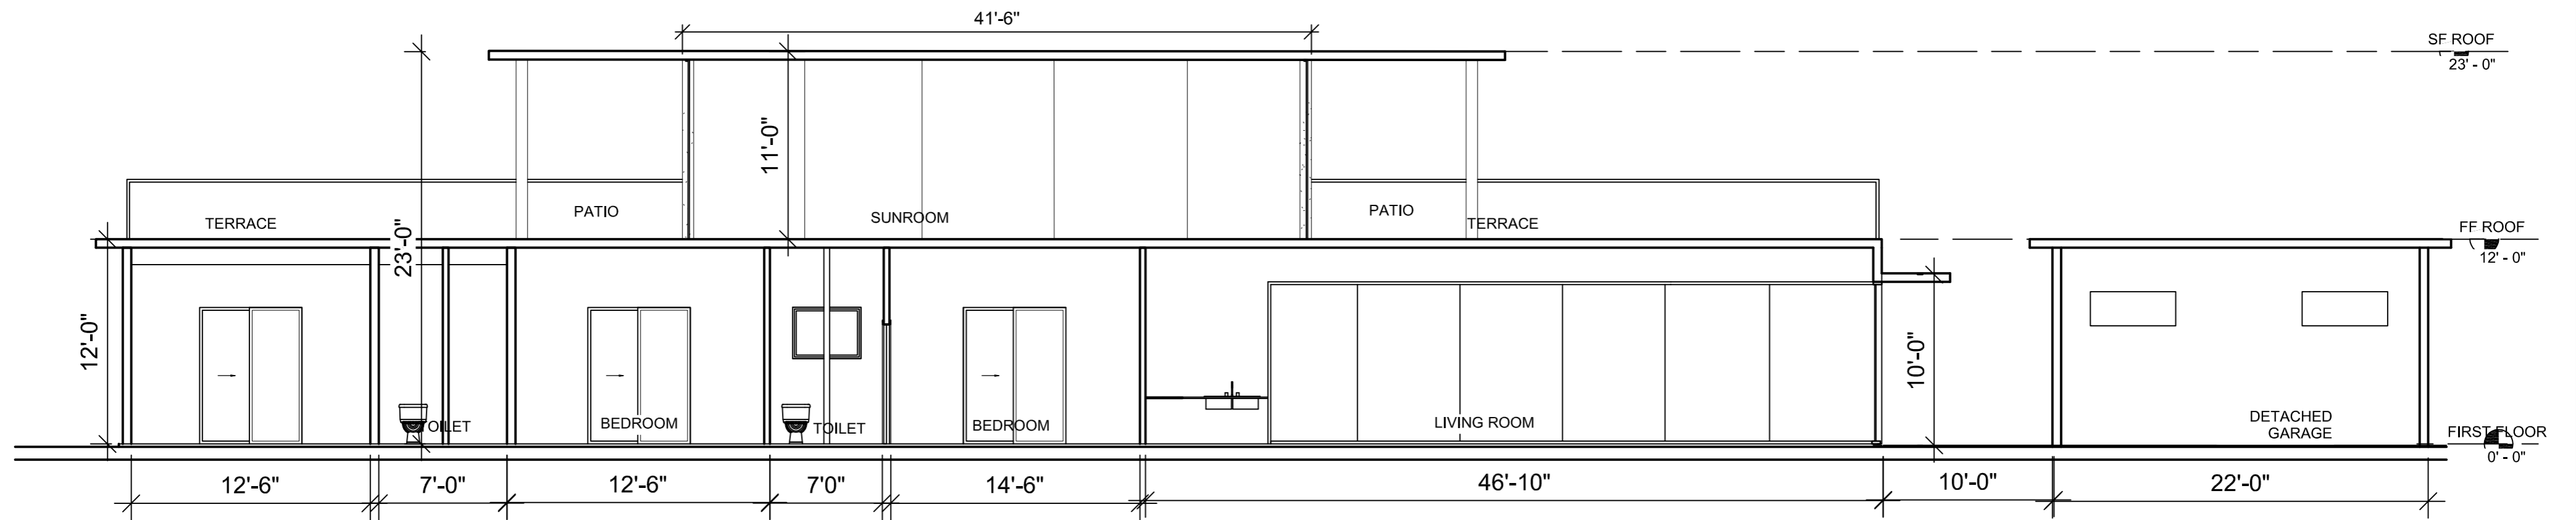 41'-6"
SF ROOF
23' - 0"
11'-0"
PATIO
PATIO
SUNROOM
TERRACE
TERRACE
23'-0"
FF ROOF
12' - 0"
12'-0"
10'-0"
TOILET
BEDROOM
TOILET
BEDROOM
LIVING ROOM
DETACHED
GARAGE
FIRST FLOOR
0' - 0"
12'-6"
7'-0"
12'-6"
7'0"
14'-6"
46'-10"
10'-0"
22'-0"